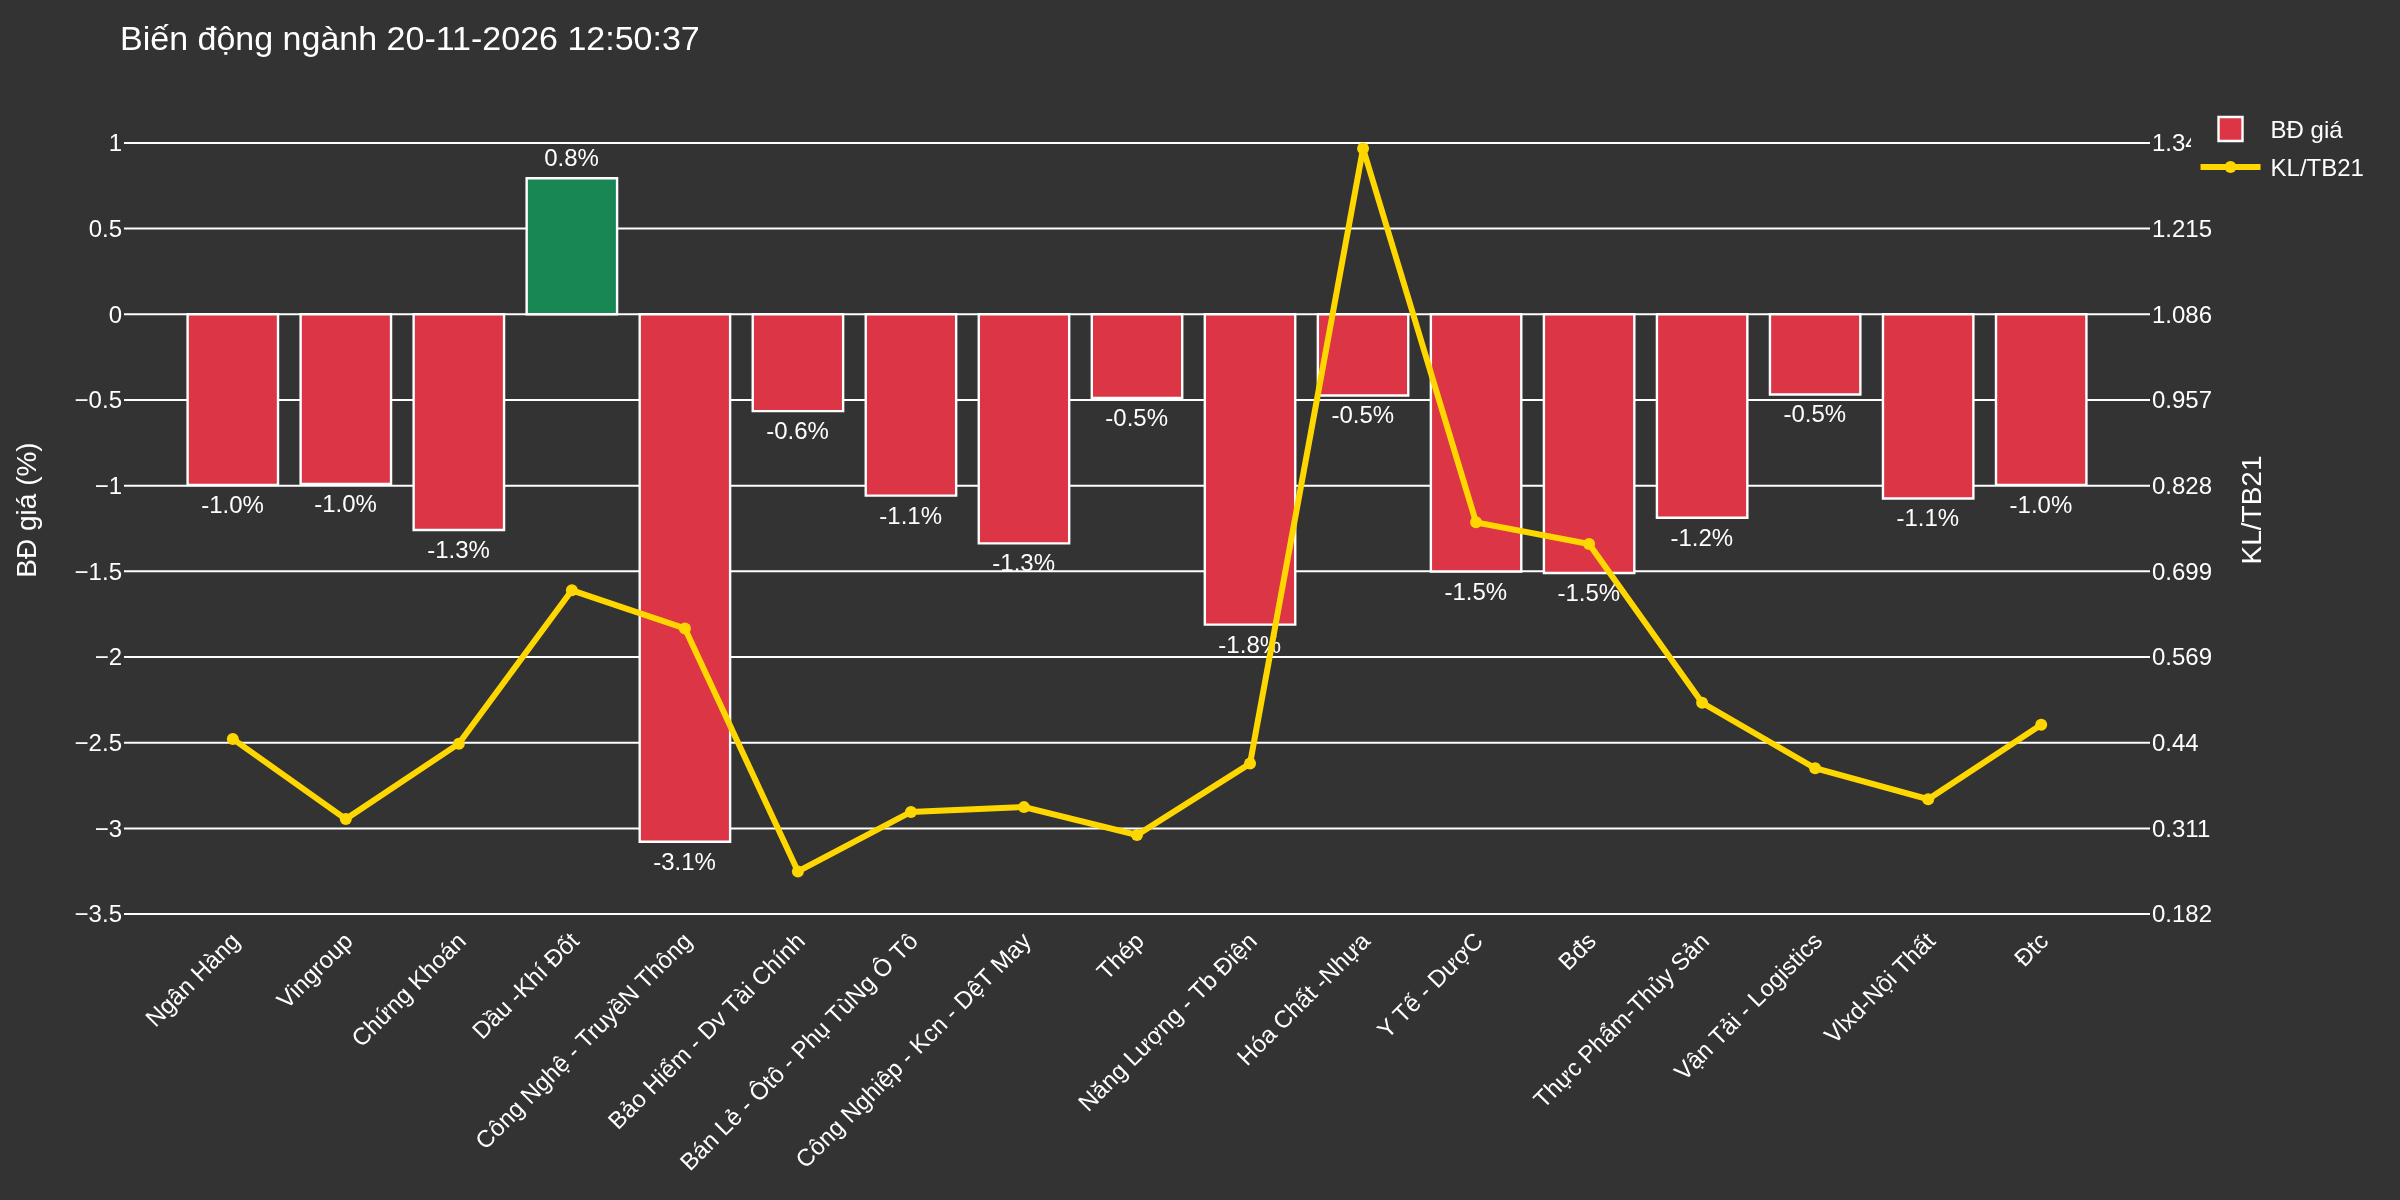 Biến động ngành 20-11-2026 12:50:37
BĐ giá
KL/TB21
1
0.5
0
−0.5
−1
−1.5
−2
−2.5
−3
−3.5
BĐ giá (%)
0.8%
-1.0%
-1.0%
-1.3%
-3.1%
-0.6%
-1.1%
-1.3%
-0.5%
-1.8%
-0.5%
-1.5%
-1.5%
-1.2%
-0.5%
-1.1%
-1.0%
1.34
1.215
1.086
0.957
0.828
0.699
0.569
0.44
0.311
0.182
KL/TB21
Ngân Hàng
Vingroup
Chứng Khoán
Dầu -Khí Đốt
Công Nghệ - TruyềN Thông
Bảo Hiểm - Dv Tài Chính
Bán Lẻ - Ôtô - Phụ TùNg Ô Tô
Công Nghiệp - Kcn - DệT May
Thép
Năng Lượng - Tb Điện
Hóa Chất -Nhựa
Y Tế - DượC
Bđs
Thực Phẩm-Thủy Sản
Vận Tải - Logistics
Vlxd-Nội Thất
Đtc